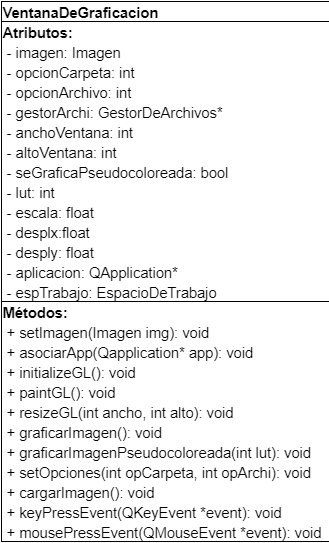 VentanaDeGraficacion
Atributos:
- imagen: Imagen
- opcionCarpeta: int
- opcionArchivo: int
- gestorArchi: GestorDeArchivos*
- anchoVentana: int
- altoVentana: int
- seGraficaPseudocoloreada: bool
- lut: int
- escala: float
- desplx:float
- desply: float
- aplicacion: QApplication*
- espTrabajo: EspacioDeTrabajo
Métodos:
+ setImagen(Imagen img): void
+ asociarApp(Qapplication* app): void
+ initializeGL(): void
+ paintGL(): void
+ resizeGL(int ancho, int alto): void
+ graficarImagen(): void
+ graficarImagenPseudocoloreada(int lut): void
+ setOpciones(int opCarpeta, int opArchi): void
+ cargarImagen(): void
+ keyPressEvent(QKeyEvent *event): void
+ mousePressEvent(QMouseEvent *event): void